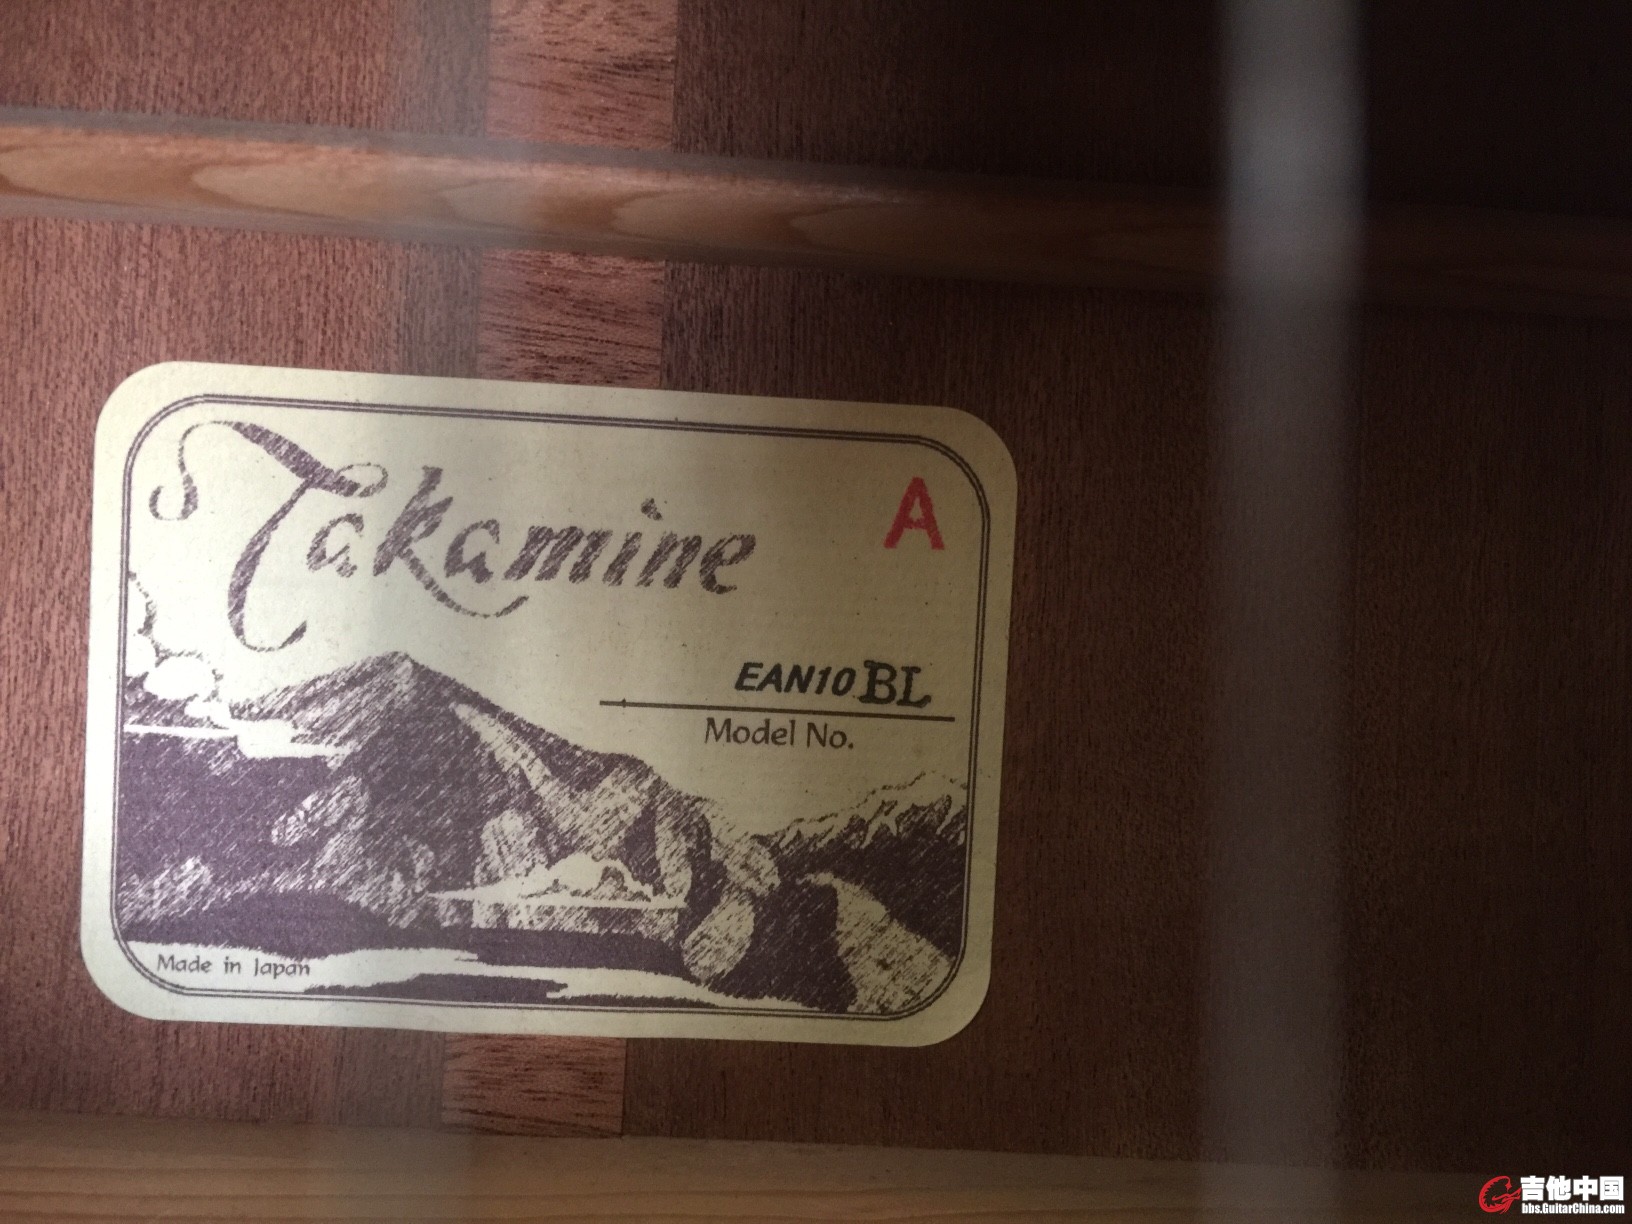 Takamine
A
EAN10 BL
Model No.
Made in Japan
吉他中国
bbs.GuitarChina.com